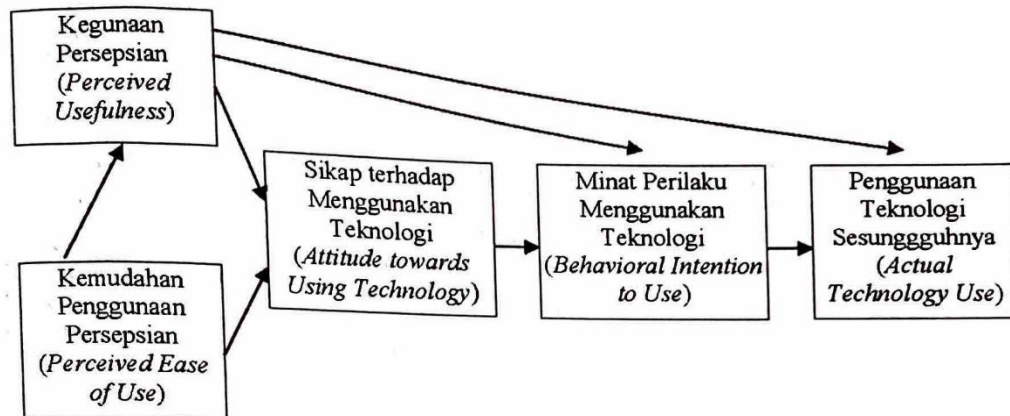 Kegunaan
Persepsian
(Perceived
Usefulness)
Sikap terhadap
Menggunakan
Teknologi
(Attitude towards
Using Technology)
Minat Perilaku
Menggunakan
Teknologi
(Behavioral Intention
to Use)
Penggunaan
Teknologi
Sesunggguhnya
(Actual
Technology Use)
Kemudahan
Penggunaan
Persepsian
(Perceived Ease
of Use)